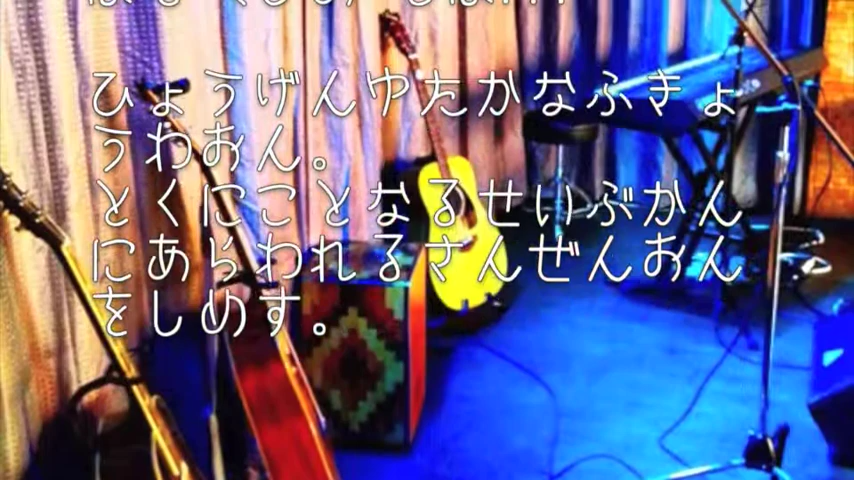 ひょうげんゆたかなふきょ
うわおん。
とくにことなるせいぶかん
にあらわれるさんぜんおん
をしめす。